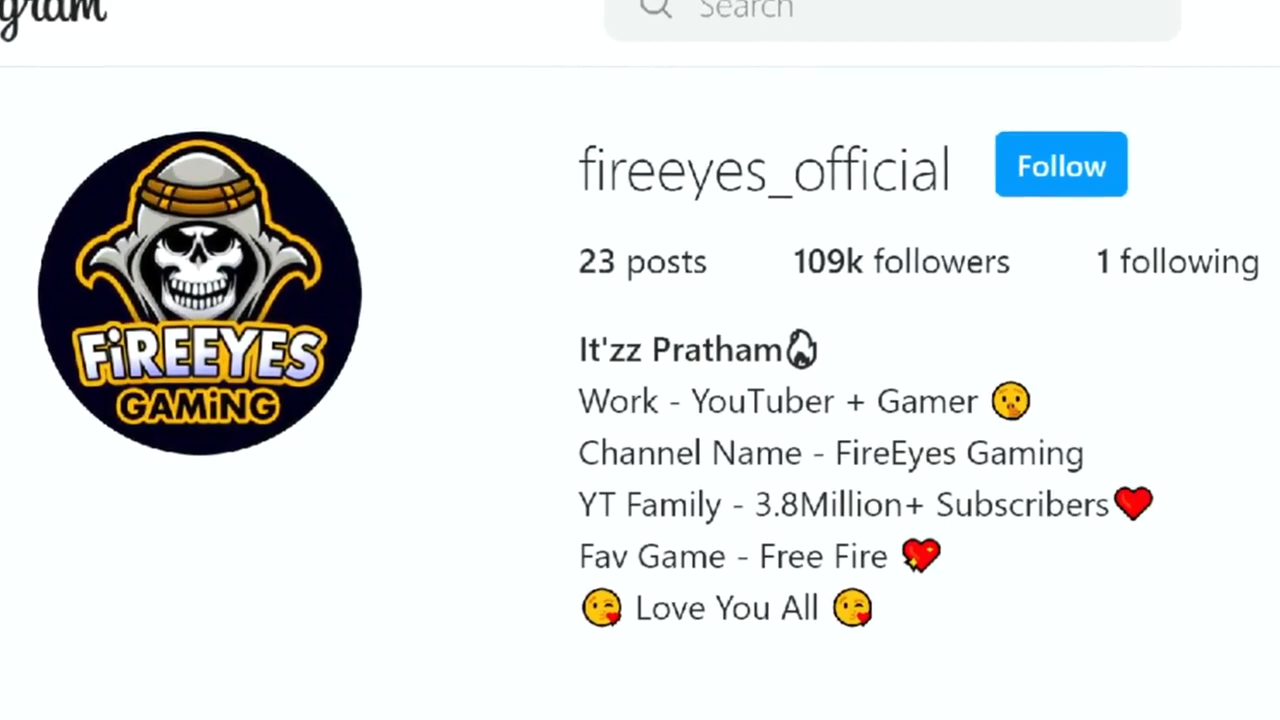 gram
Search
fireeyes_official
Follow
23 posts
109k followers
1 following
It'zz Pratham
Work - YouTuber + Gamer 🤭
Channel Name - FireEyes Gaming
YT Family - 3.8Million+ Subscribers❤️
Fav Game - Free Fire 💖
😘 Love You All 😘
FiREEYES
GAMiNG